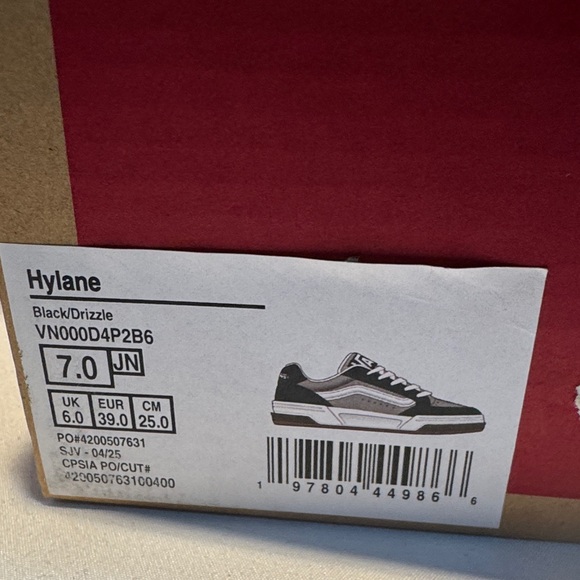 Hylane
Black/Drizzle
VN000D4P2B6
7.0 JN
UK EUR CM
6.0 39.0 25.0
PO#4200507631
SJV - 04/25
CPSIA PO/CUT#
420050763100400
1 97804 44986 6